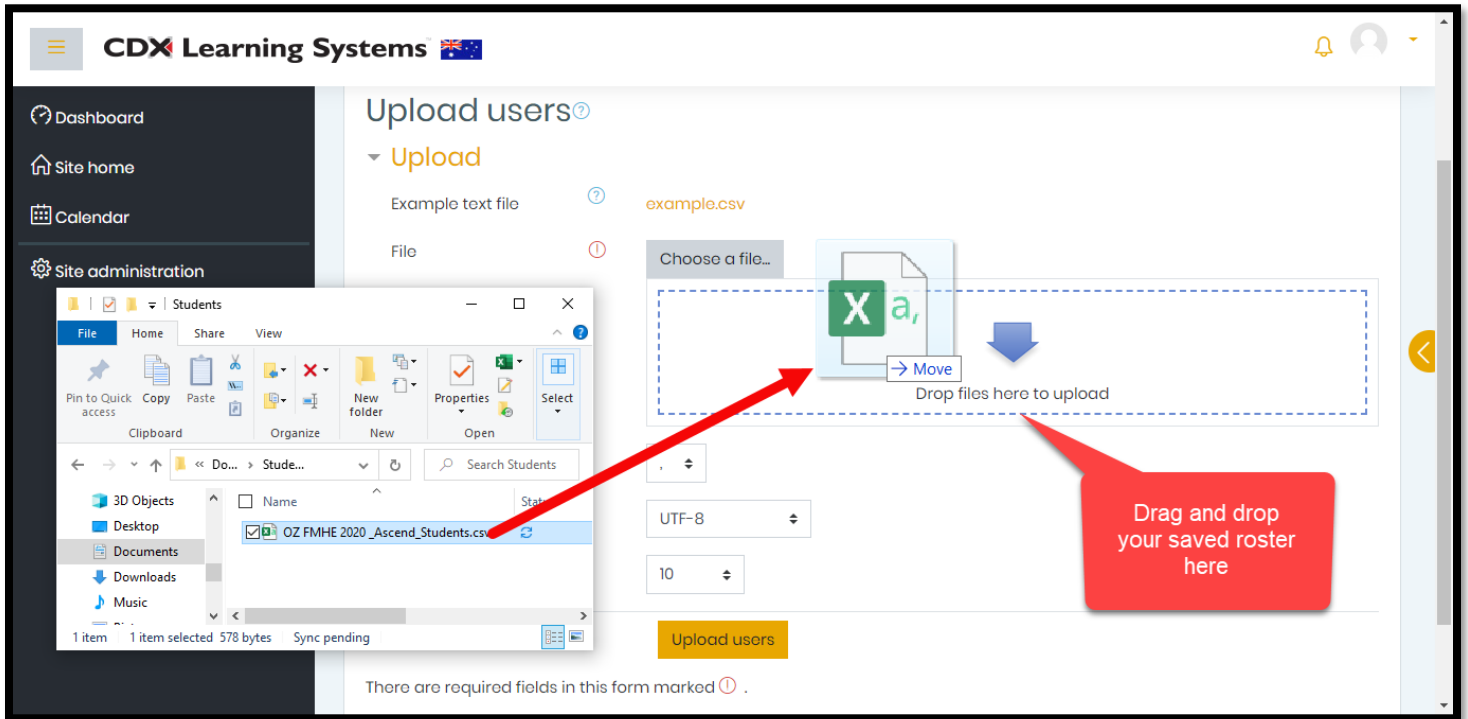 CDX Learning Systems
Dashboard
Site home
Calendar
Site administration
Upload users
Upload
Example text file
example.csv
File
Choose a file...
Move
Drop files here to upload
,
UTF-8
10
Upload users
There are required fields in this form marked .
Drag and drop
your saved roster
here
Students
File Home Share View
Pin to Quick
access
Copy
Paste
New
folder
Properties
Select
Clipboard Organize New Open
« Do... > Stude...
Search Students
3D Objects
Desktop
Documents
Downloads
Music
Name
OZ FMHE 2020 _Ascend_Students.csv
1 item 1 item selected 578 bytes Sync pending